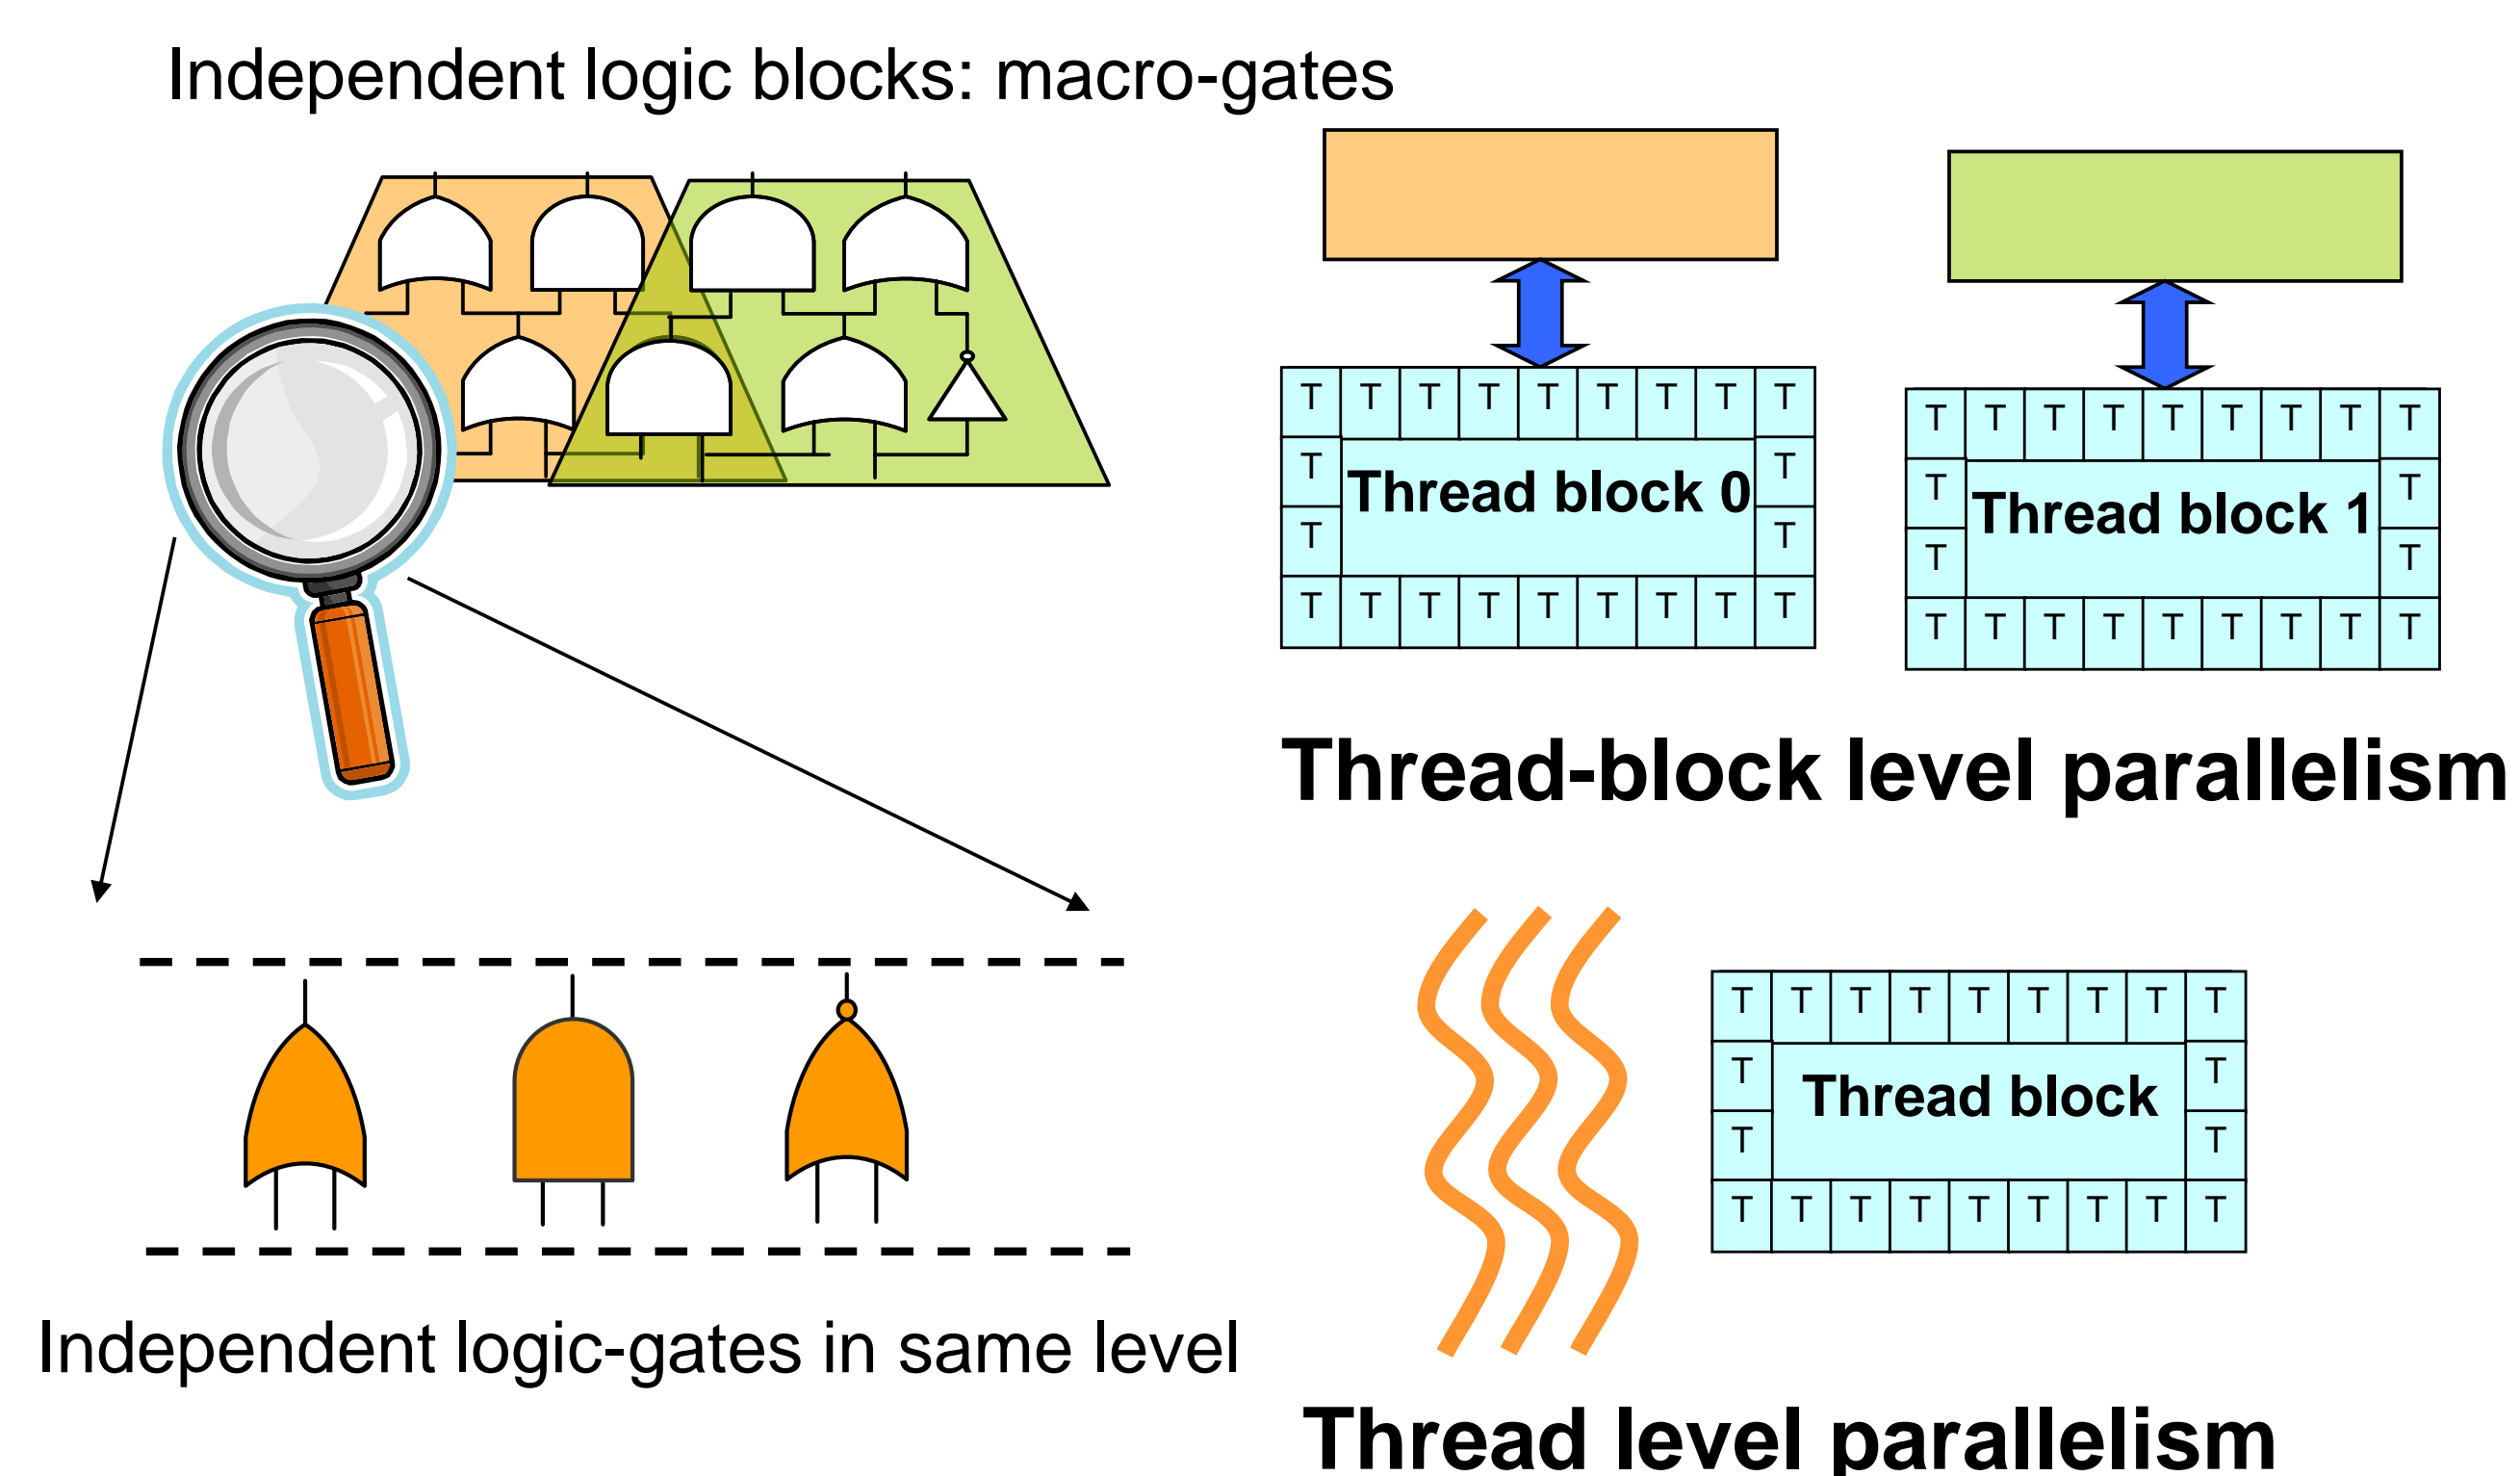 Independent logic blocks: macro-gates
T T T T T T T T T
T Thread block 0 T
T T
T T T T T T T T T
T T T T T T T T T
T Thread block 1 T
T T
T T T T T T T T T
Thread-block level parallelism
T T T T T T T T T
T Thread block T
T T
T T T T T T T T T
Independent logic-gates in same level
Thread level parallelism